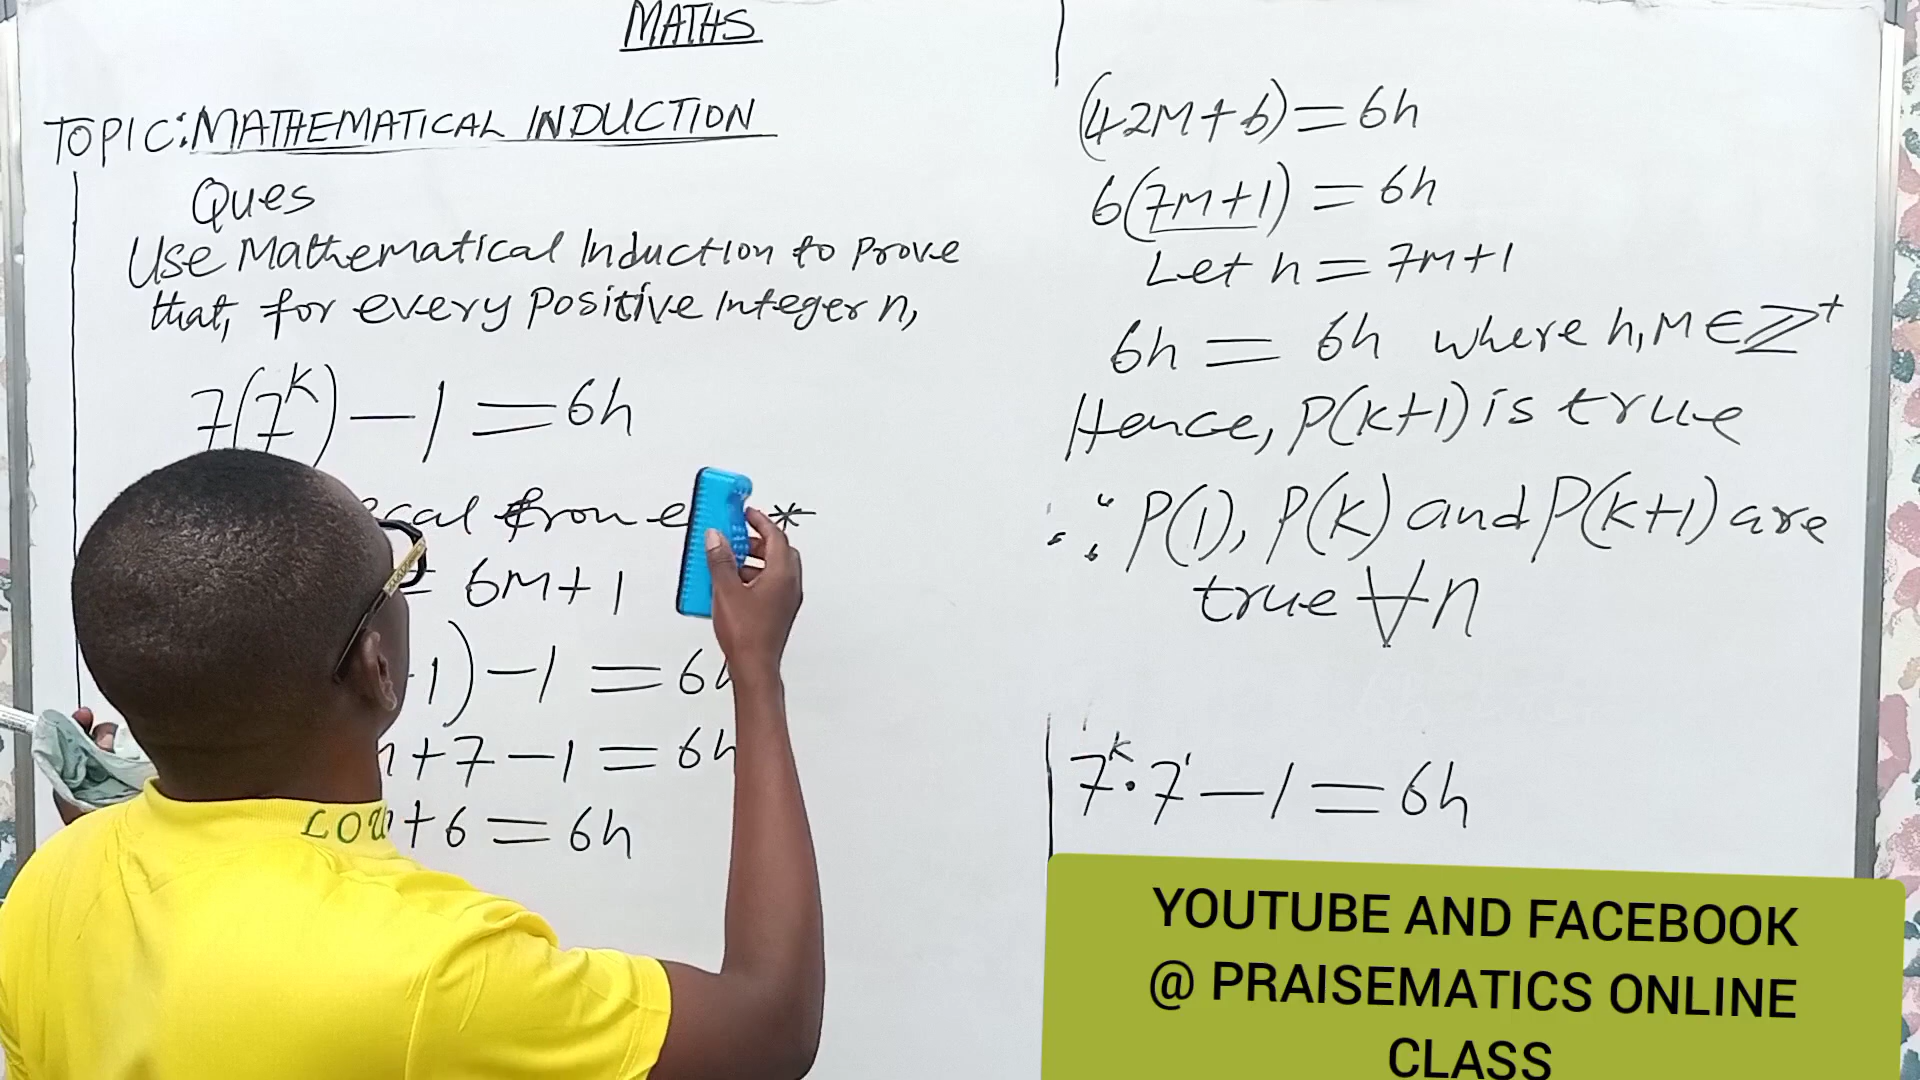 MATHS
TOPIC: MATHEMATICAL INDUCTION
Ques
Use Mathematical Induction to prove
that, for every positive integer n,
7(7^k) - 1 = 6h
from e *
= 6M + 1
1) - 1 = 6h
+ 7 - 1 = 6h
+ 6 = 6h
(42M + 6) = 6h
6(7M + 1) = 6h
Let h = 7M + 1
6h = 6h where h, M ∈ Z⁺
Hence, P(k+1) is true
∴ P(1), P(k) and P(k+1) are
true ∀n
7^k · 7^1 - 1 = 6h
LOU
YOUTUBE AND FACEBOOK
@ PRAISEMATICS ONLINE
CLASS